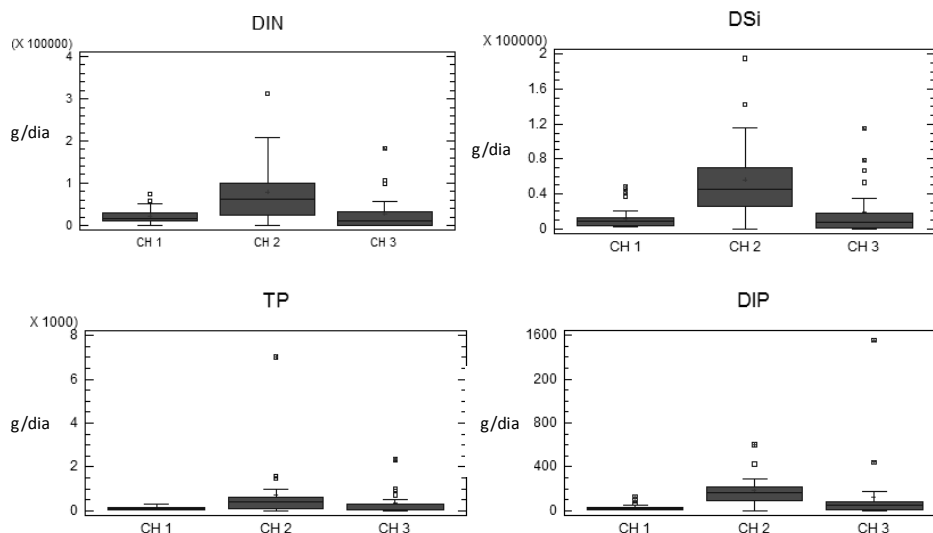 DIN
(X 100000)
4
3
2
1
0
g/dia
CH 1
CH 2
CH 3
DSi
X 100000)
2
1.6
1.2
0.8
0.4
0
g/dia
CH 1
CH 2
CH 3
TP
X 1000)
8
6
4
2
0
g/dia
CH 1
CH 2
CH 3
DIP
1600
200
800
400
0
g/dia
CH 1
CH 2
CH 3